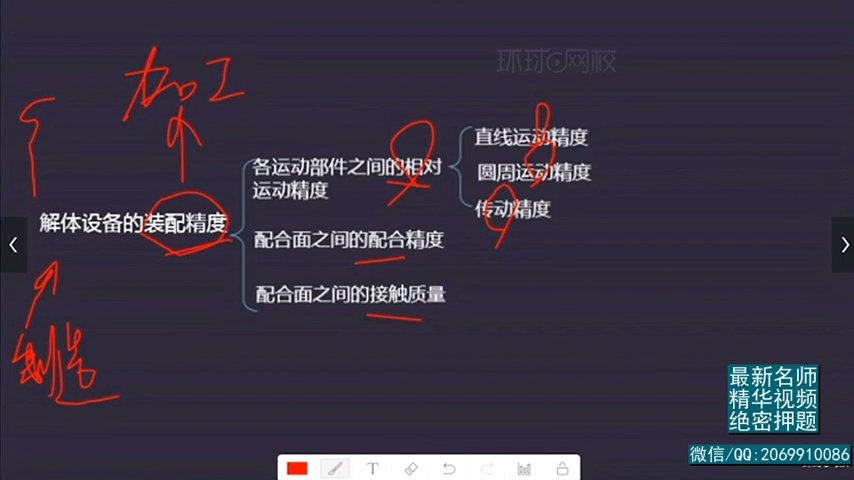 环球网校
加工
直线运动精度
各运动部件之间的相对
运动精度
圆周运动精度
传动精度
解体设备的装配精度
配合面之间的配合精度
配合面之间的接触质量
制造
最新名师
精华视频
绝密押题
微信/QQ:2069910086
T